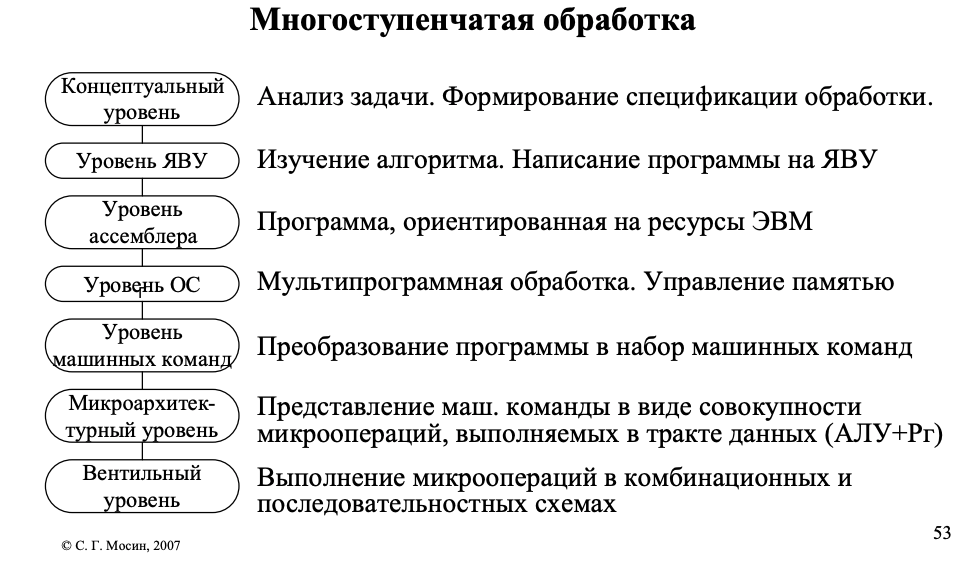 Многоступенчатая обработка
Концептуальный
уровень
Анализ задачи. Формирование спецификации обработки.
Уровень ЯВУ
Изучение алгоритма. Написание программы на ЯВУ
Уровень
ассемблера
Программа, ориентированная на ресурсы ЭВМ
Уровень ОС
Мультипрограммная обработка. Управление памятью
Уровень
машинных команд
Преобразование программы в набор машинных команд
Микроархитек-
турный уровень
Представление маш. команды в виде совокупности
микроопераций, выполняемых в тракте данных (АЛУ+Рг)
Вентильный
уровень
Выполнение микроопераций в комбинационных и
последовательностных схемах
© С. Г. Мосин, 2007
53